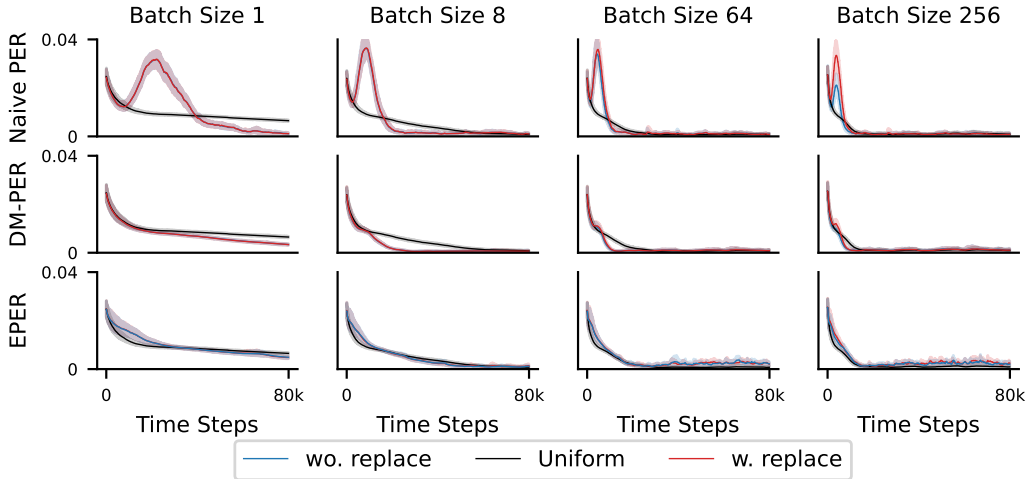 Batch Size 1 Batch Size 8 Batch Size 64 Batch Size 256
Naive PER
0.04
0
DM-PER
0.04
0
EPER
0.04
0
0 80k 0 80k 0 80k 0 80k
Time Steps Time Steps Time Steps Time Steps
wo. replace Uniform w. replace